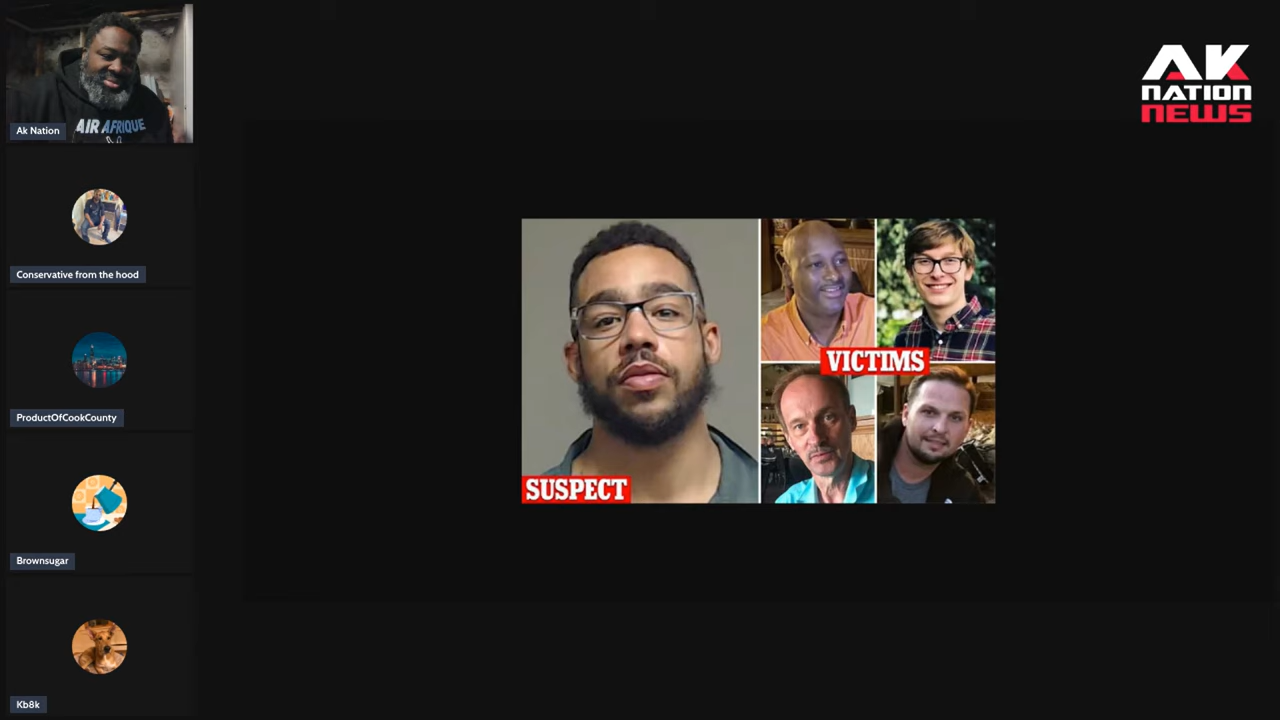 AK
NATION
NEWS
AIR AFRIQUE
Ak Nation
Conservative from the hood
VICTIMS
ProductOfCookCounty
SUSPECT
Brownsugar
Kb8k